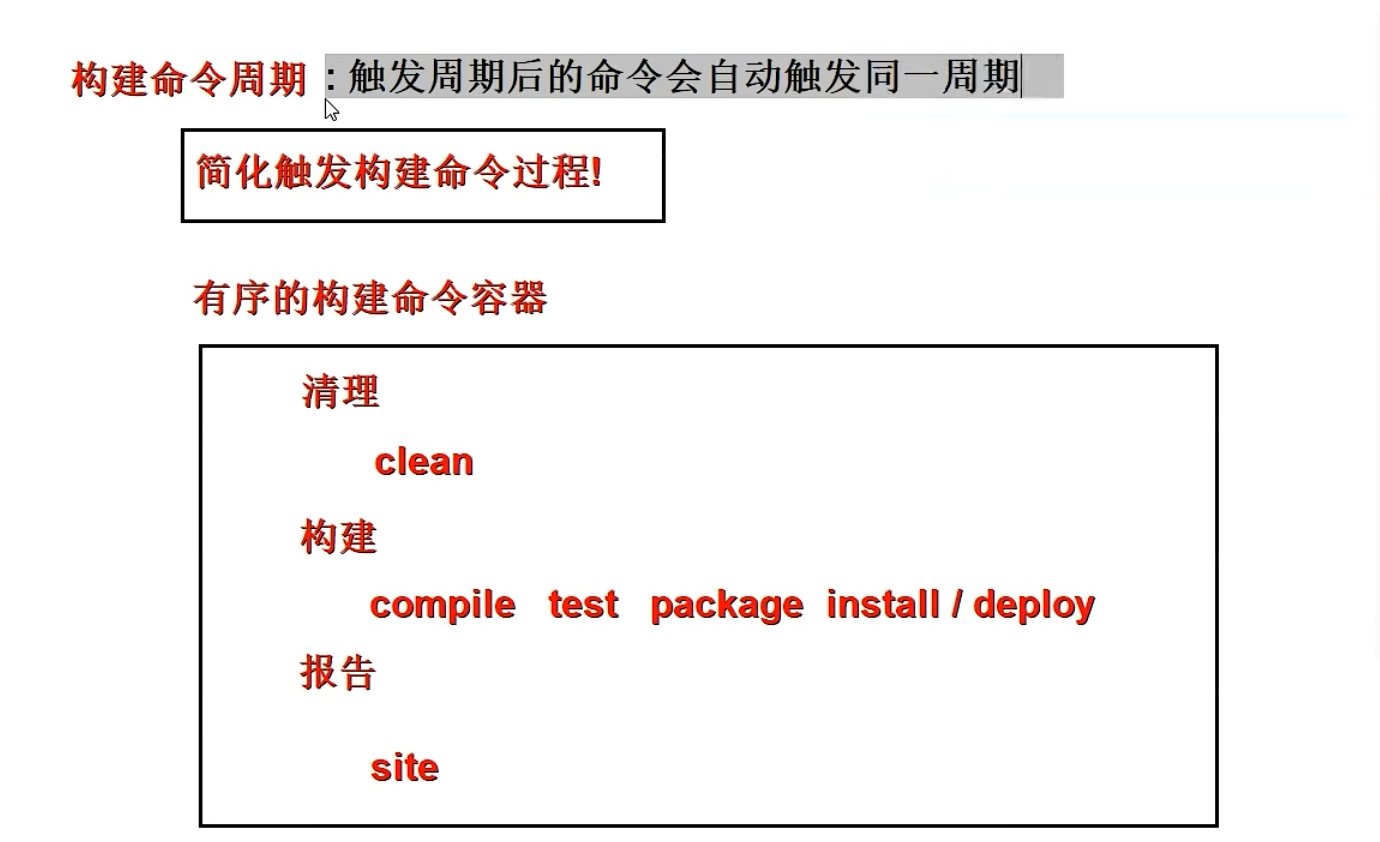 构建命令周期：触发周期后的命令会自动触发同一周期
简化触发构建命令过程!
有序的构建命令容器
清理
clean
构建
compile test package install / deploy
报告
site